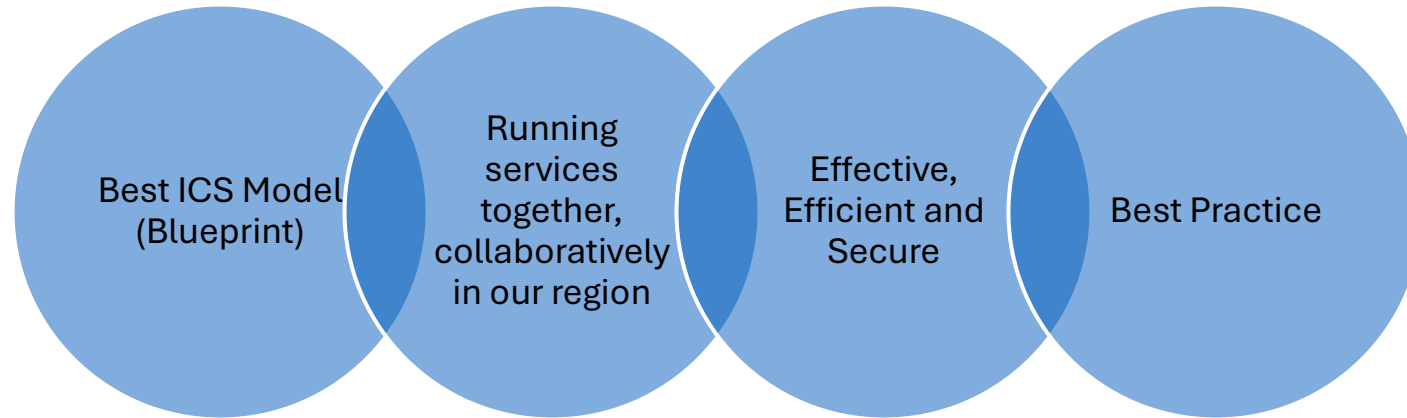 Best ICS Model
(Blueprint)
Running
services
together,
collaboratively
in our region
Effective,
Efficient and
Secure
Best Practice